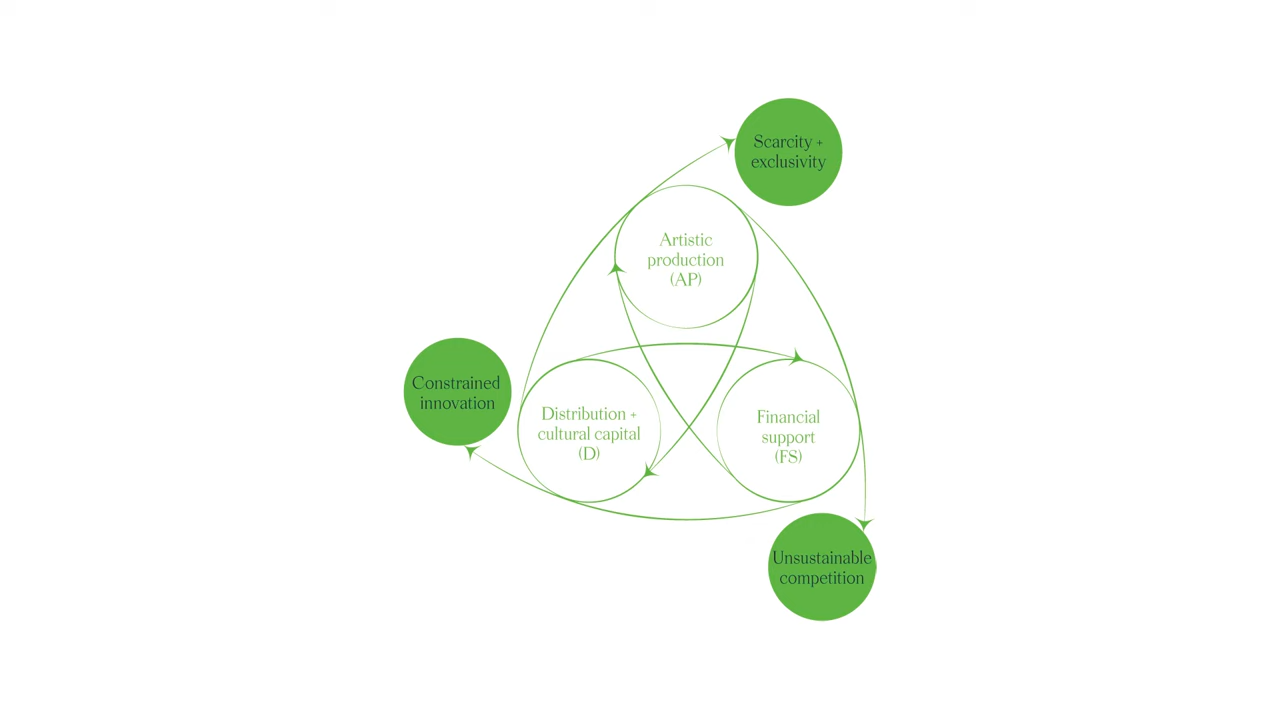 Scarcity +
exclusivity
Artistic
production
(AP)
Constrained
innovation
Distribution +
cultural capital
(D)
Financial
support
(FS)
Unsustainable
competition